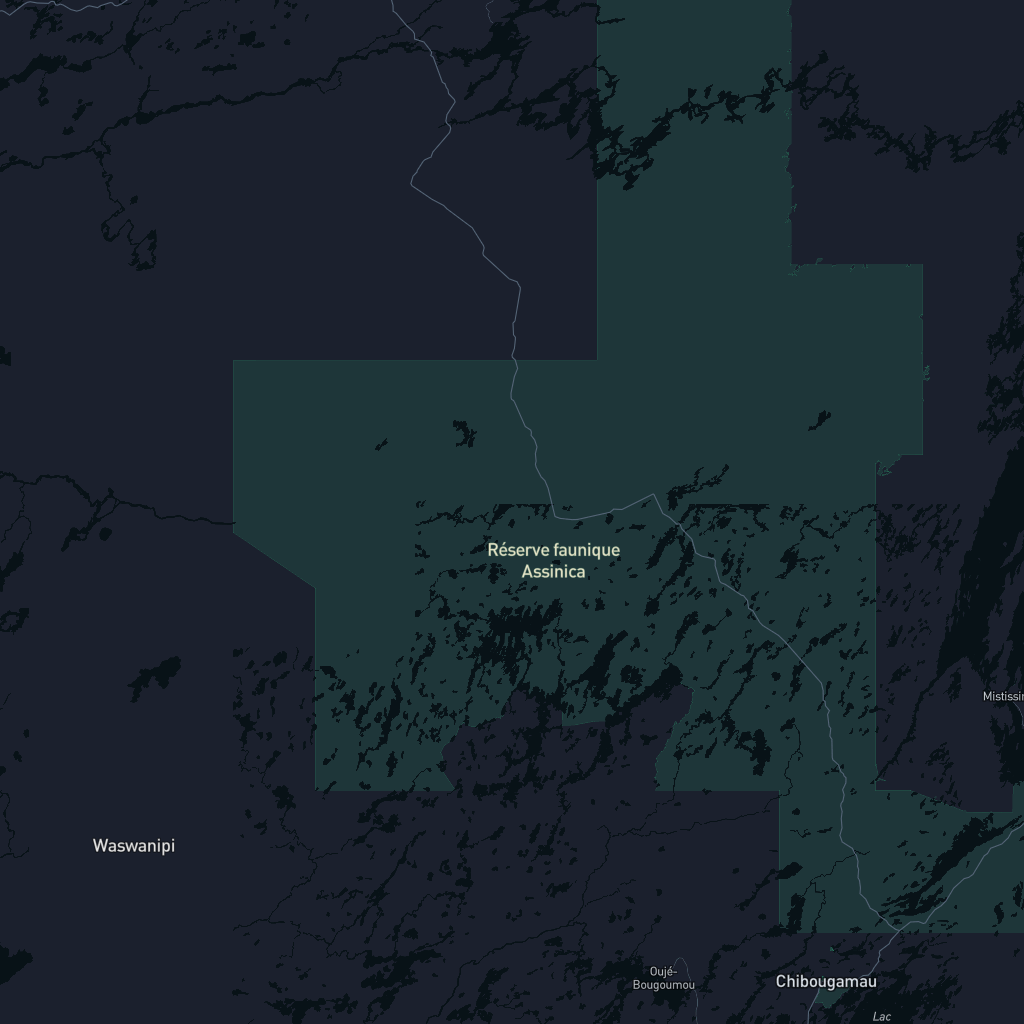 Réserve faunique
Assinica
Waswanipi
Oujé-
Bougoumou
Chibougamau
Lac